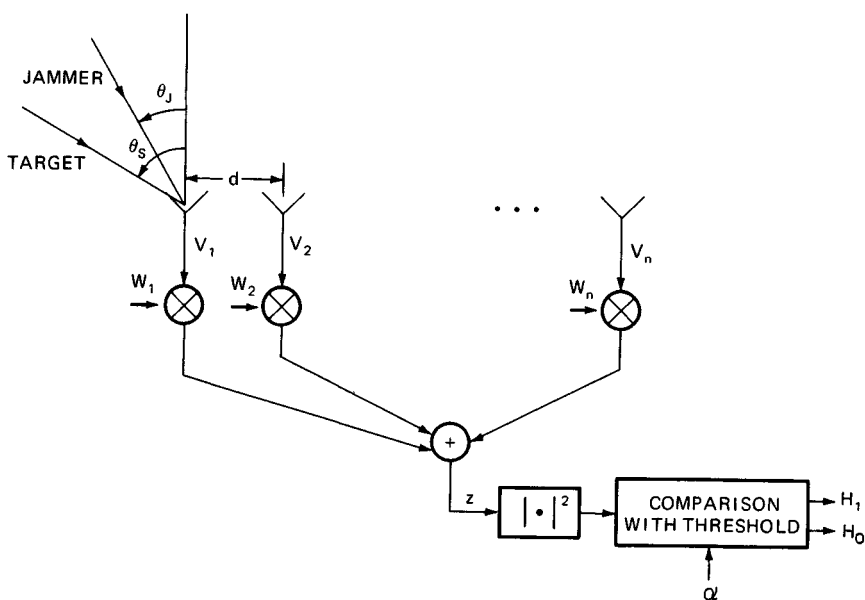 JAMMER
θJ
θS
TARGET
d
• • •
V1
V2
Vn
W1
W2
Wn
+
z
|•|²
COMPARISON
WITH THRESHOLD
H1
H0
α